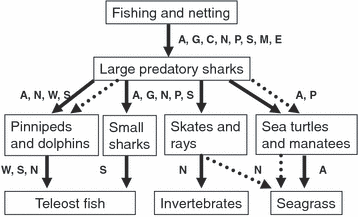 Fishing and netting
A, G, C, N, P, S, M, E
Large predatory sharks
A, N, W, S
A, G, N, P, S
A, P
Pinnipeds
and dolphins
Small
sharks
Skates and
rays
Sea turtles
and manatees
W, S, N
S
N
N
A
Teleost fish
Invertebrates
Seagrass